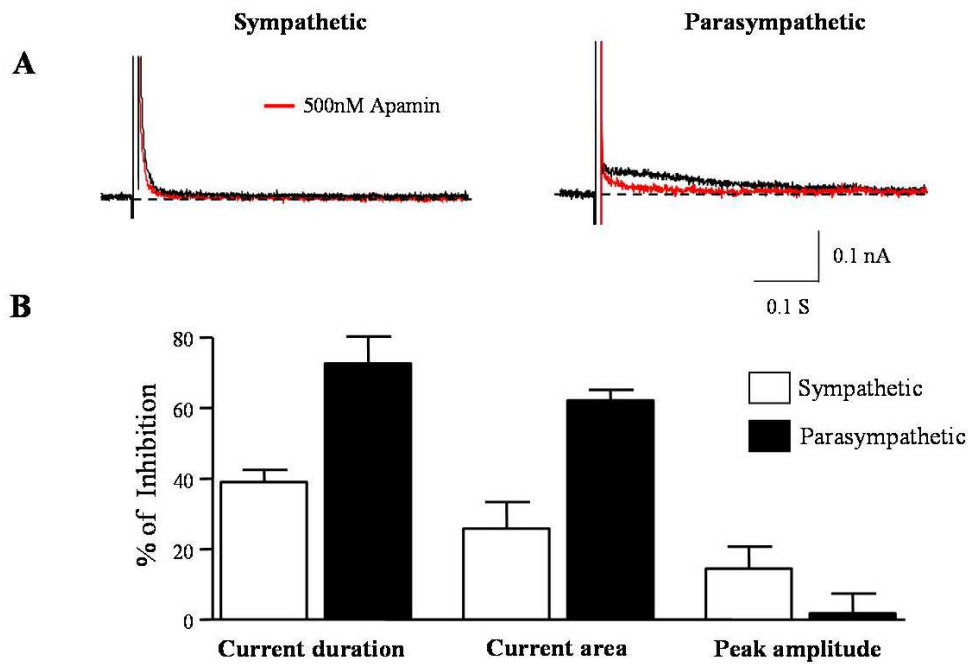 Sympathetic
Parasympathetic
A
500nM Apamin
0.1 nA
0.1 S
B
% of Inhibition
80
60
40
20
0
Sympathetic
Parasympathetic
Current duration
Current area
Peak amplitude